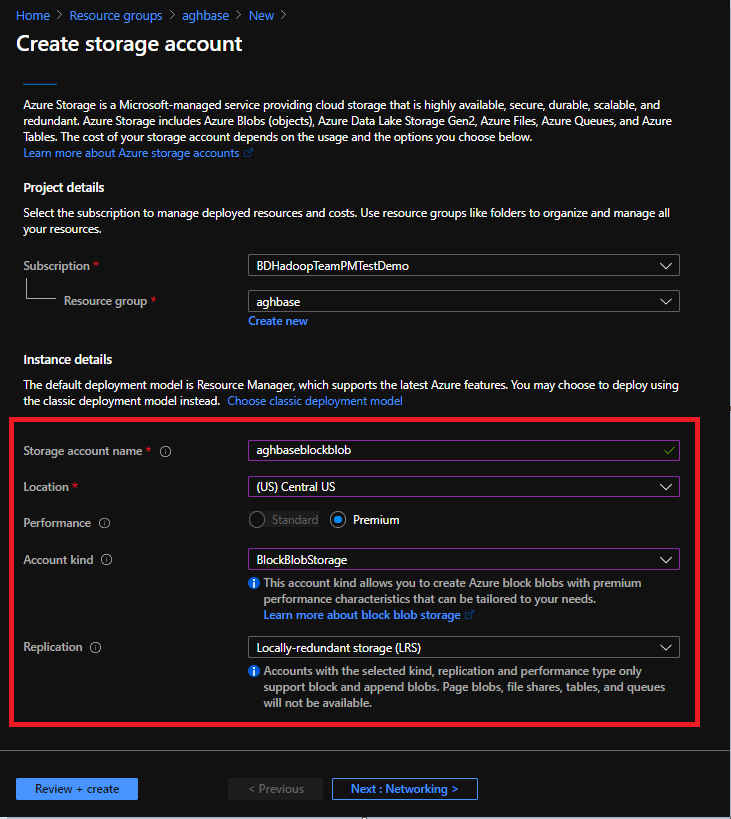 Home > Resource groups > aghbase > New >
Create storage account
Azure Storage is a Microsoft-managed service providing cloud storage that is highly available, secure, durable, scalable, and
redundant. Azure Storage includes Azure Blobs (objects), Azure Data Lake Storage Gen2, Azure Files, Azure Queues, and Azure
Tables. The cost of your storage account depends on the usage and the options you choose below.
Learn more about Azure storage accounts
Project details
Select the subscription to manage deployed resources and costs. Use resource groups like folders to organize and manage all
your resources.
Subscription * BDHadoopTeamPMTestDemo
Resource group * aghbase
Create new
Instance details
The default deployment model is Resource Manager, which supports the latest Azure features. You may choose to deploy using
the classic deployment model instead. Choose classic deployment model
Storage account name * aghbaseblockblob
Location * (US) Central US
Performance Standard Premium
Account kind BlockBlobStorage
This account kind allows you to create Azure block blobs with premium
performance characteristics that can be tailored to your needs.
Learn more about block blob storage
Replication Locally-redundant storage (LRS)
Accounts with the selected kind, replication and performance type only
support block and append blobs. Page blobs, file shares, tables, and queues
will not be available.
Review + create < Previous Next : Networking >